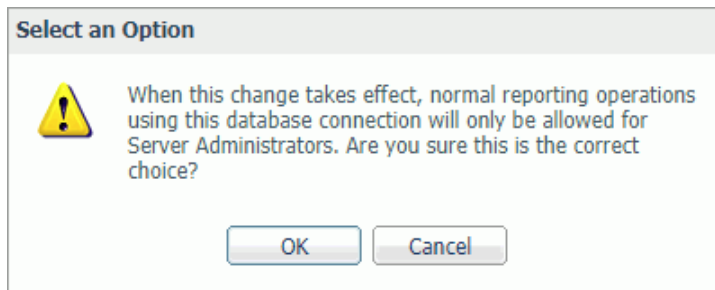 Select an Option
When this change takes effect, normal reporting operations
using this database connection will only be allowed for
Server Administrators. Are you sure this is the correct
choice?
OK
Cancel